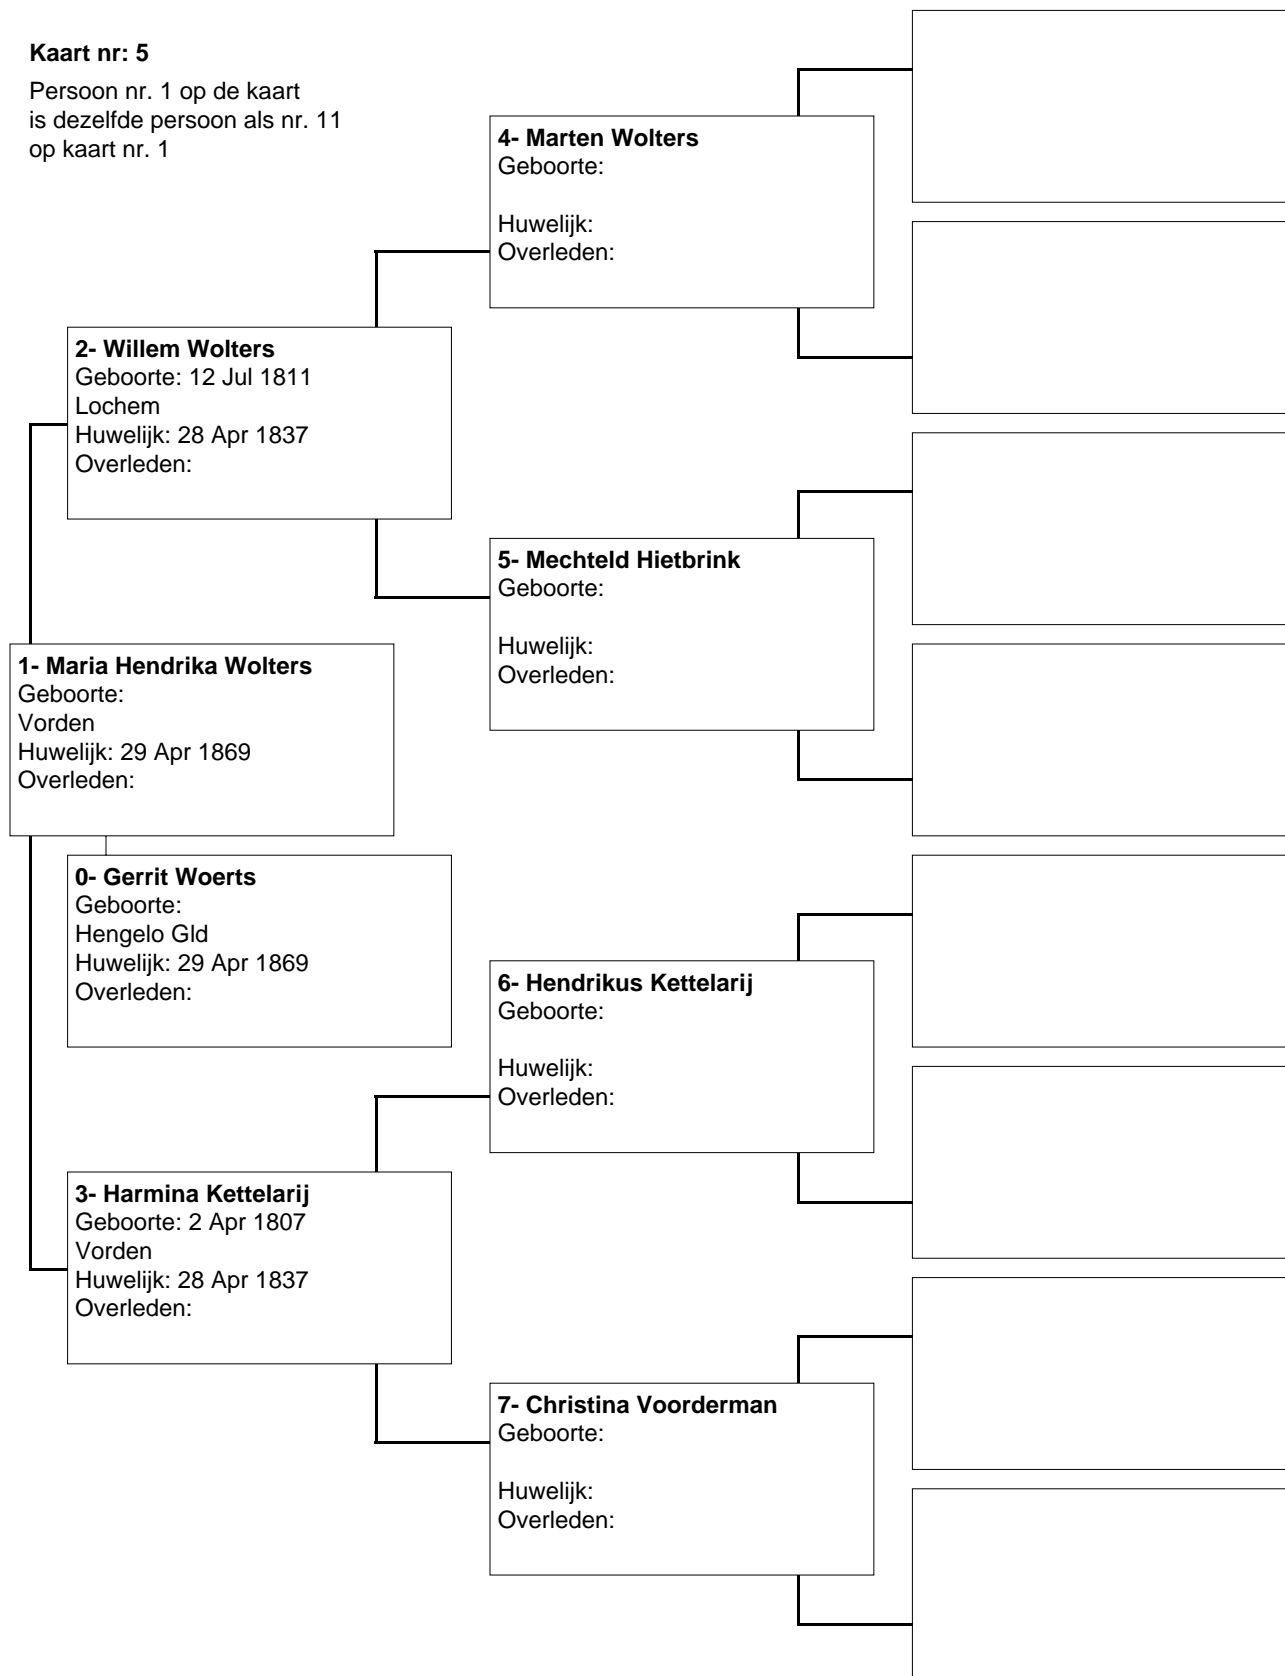 Kaart nr: 5
Persoon nr. 1 op de kaart
is dezelfde persoon als nr. 11
op kaart nr. 1
4- Marten Wolters
Geboorte:
Huwelijk:
Overleden:
2- Willem Wolters
Geboorte: 12 Jul 1811
Lochem
Huwelijk: 28 Apr 1837
Overleden:
5- Mechteld Hietbrink
Geboorte:
Huwelijk:
Overleden:
1- Maria Hendrika Wolters
Geboorte:
Vorden
Huwelijk: 29 Apr 1869
Overleden:
0- Gerrit Woerts
Geboorte:
Hengelo Gld
Huwelijk: 29 Apr 1869
Overleden:
6- Hendrikus Kettelarij
Geboorte:
Huwelijk:
Overleden:
3- Harmina Kettelarij
Geboorte: 2 Apr 1807
Vorden
Huwelijk: 28 Apr 1837
Overleden:
7- Christina Voorderman
Geboorte:
Huwelijk:
Overleden: